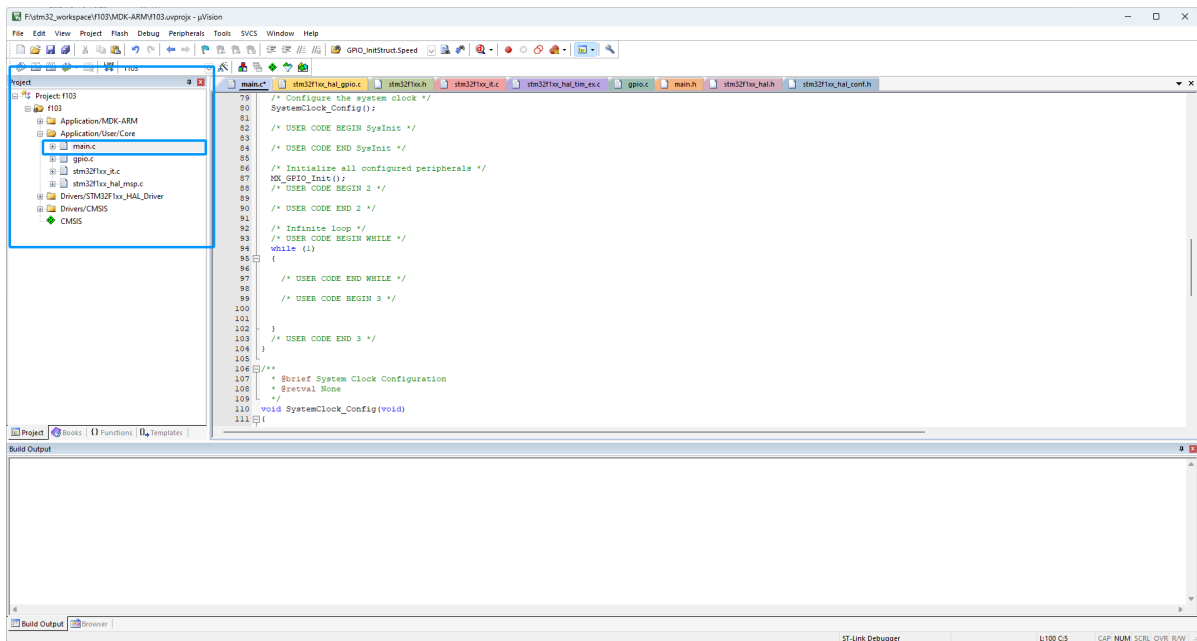 F:\stm32_workspace\f103\MDK-ARM\f103.uvprojx - µVision
File Edit View Project Flash Debug Peripherals Tools SVCS Window Help
GPIO_InitStruct.Speed
f103
Project
Project: f103
f103
Application/MDK-ARM
Application/User/Core
main.c
gpio.c
stm32f1xx_it.c
stm32f1xx_hal_msp.c
Drivers/STM32F1xx_HAL_Driver
Drivers/CMSIS
CMSIS
Project Books {} Functions Templates
main.c* stm32f1xx_hal_gpio.c stm32f1xx.h stm32f1xx_it.c stm32f1xx_hal_tim_ex.c gpio.c main.h stm32f1xx_hal.h stm32f1xx_hal_conf.h
79 /* Configure the system clock */
80 SystemClock_Config();
81
82 /* USER CODE BEGIN SysInit */
83
84 /* USER CODE END SysInit */
85
86 /* Initialize all configured peripherals */
87 MX_GPIO_Init();
88 /* USER CODE BEGIN 2 */
89
90 /* USER CODE END 2 */
91
92 /* Infinite loop */
93 /* USER CODE BEGIN WHILE */
94 while (1)
95 {
96
97 /* USER CODE END WHILE */
98
99 /* USER CODE BEGIN 3 */
100
101
102 }
103 /* USER CODE END 3 */
104 }
105
106 /**
107 * @brief System Clock Configuration
108 * @retval None
109 */
110 void SystemClock_Config(void)
111 {
Build Output
Build Output Browser
ST-Link Debugger L:100 C:5 CAP NUM SCRL OVR R/W